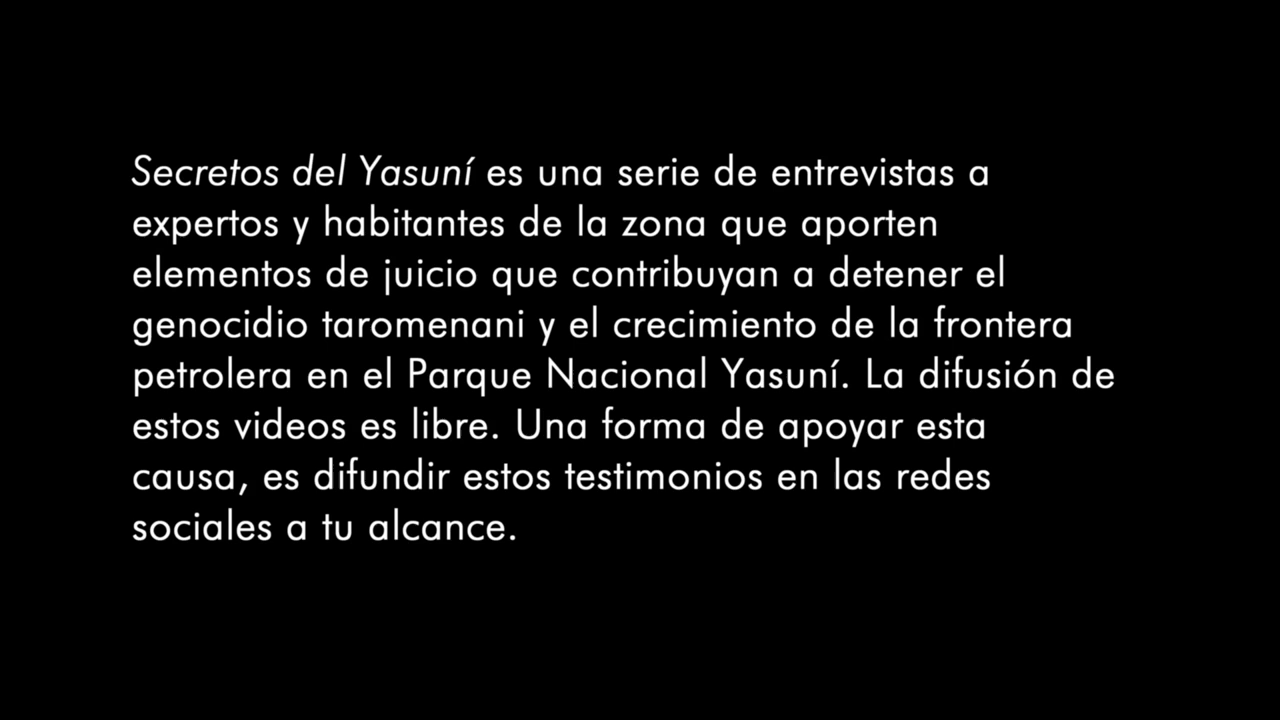 Secretos del Yasuní es una serie de entrevistas a
expertos y habitantes de la zona que aporten
elementos de juicio que contribuyan a detener el
genocidio taromenani y el crecimiento de la frontera
petrolera en el Parque Nacional Yasuní. La difusión de
estos videos es libre. Una forma de apoyar esta
causa, es difundir estos testimonios en las redes
sociales a tu alcance.